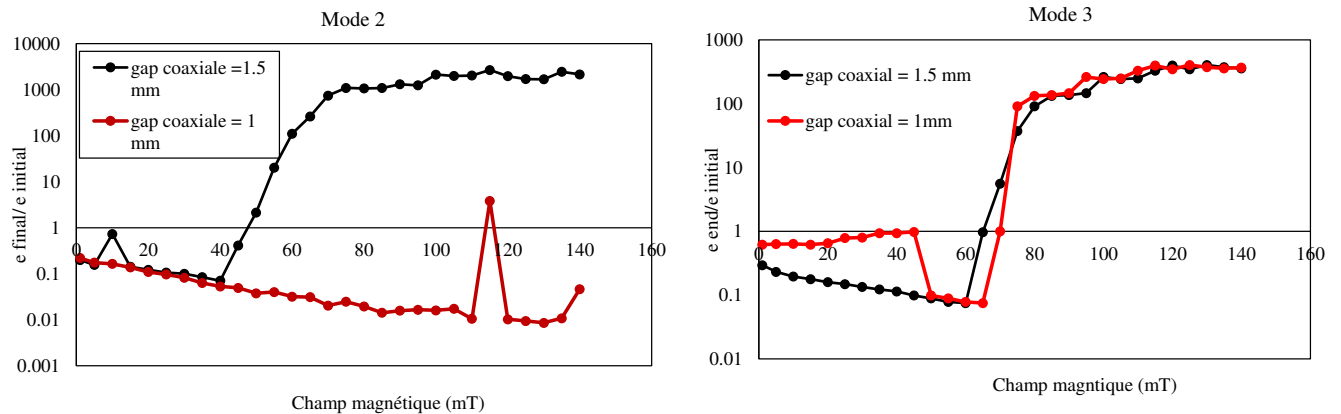 Mode 2
10000
1000
100
10
1
0.1
0.01
0.001
0
20
40
60
80
100
120
140
160
e final/ e initial
Champ magnétique (mT)
gap coaxiale =1.5
mm
gap coaxiale = 1
mm
Mode 3
1000
100
10
1
0.1
0.01
0
20
40
60
80
100
120
140
160
e end/e initial
Champ magntique (mT)
gap coaxial = 1.5 mm
gap coaxial = 1mm